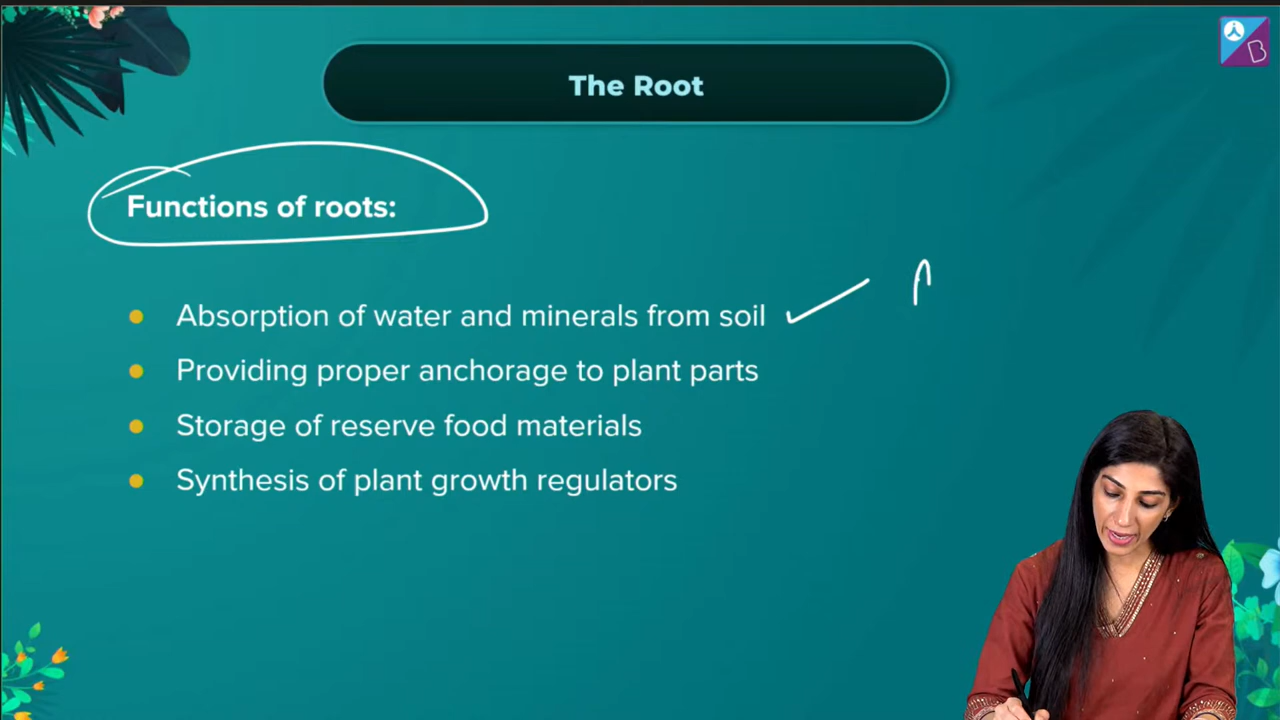 The Root
Functions of roots:
Absorption of water and minerals from soil
Providing proper anchorage to plant parts
Storage of reserve food materials
Synthesis of plant growth regulators